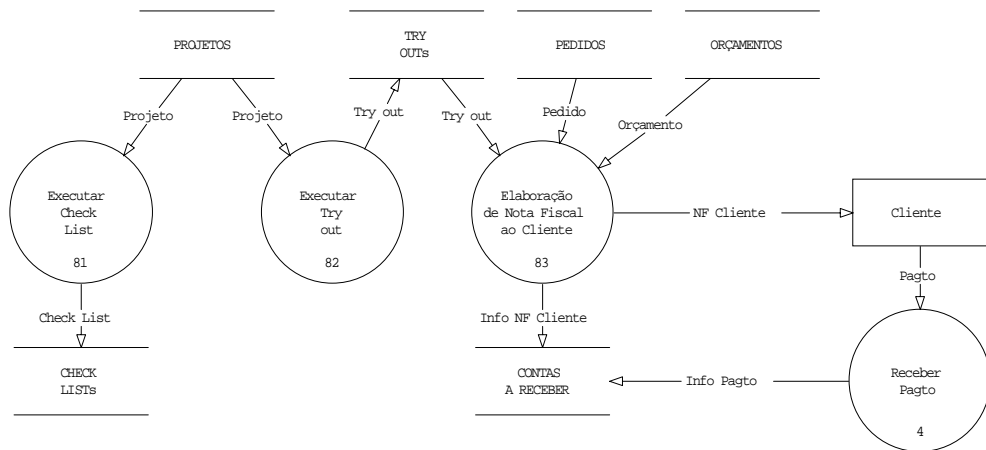 PROJETOS
TRY
OUTs
PEDIDOS
ORÇAMENTOS
Projeto
Projeto
Try out
Try out
Pedido
Orçamento
Executar
Check
List
81
Executar
Try
out
82
Elaboração
de Nota Fiscal
ao Cliente
83
NF Cliente
Cliente
Pagto
Check List
Info NF Cliente
CHECK
LISTs
CONTAS
A RECEBER
Info Pagto
Receber
Pagto
4